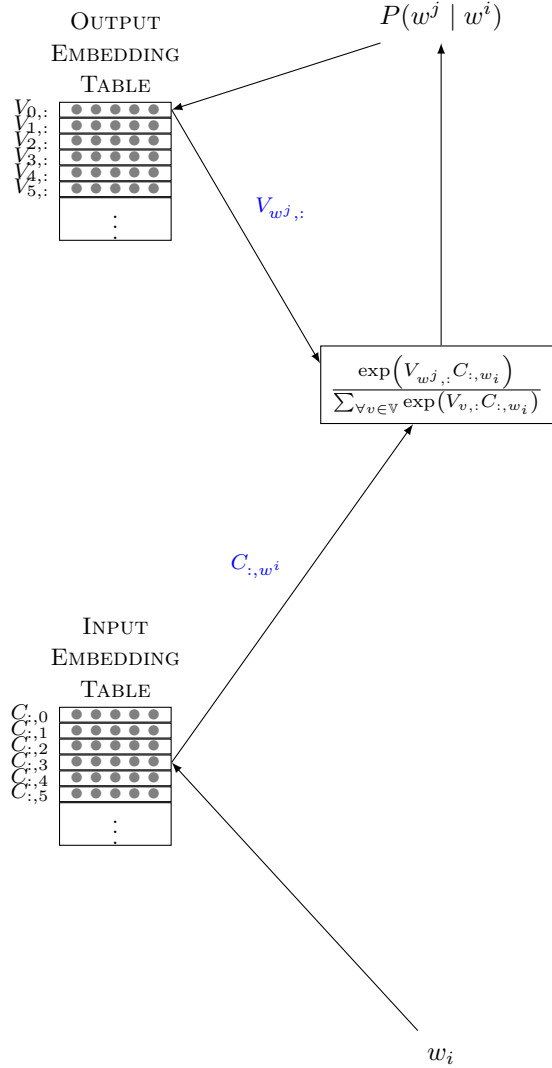 OUTPUT
EMBEDDING
TABLE
P(w^j | w^i)
V_{0,:}
V_{1,:}
V_{2,:}
V_{3,:}
V_{4,:}
V_{5,:}
⋮
V_{w^j,:}
exp(V_{w^j,:}C_{:,w_i})
∑_{∀v∈𝕍} exp(V_{v,:}C_{:,w_i})
C_{:,w^i}
INPUT
EMBEDDING
TABLE
C_{:,0}
C_{:,1}
C_{:,2}
C_{:,3}
C_{:,4}
C_{:,5}
⋮
w_i